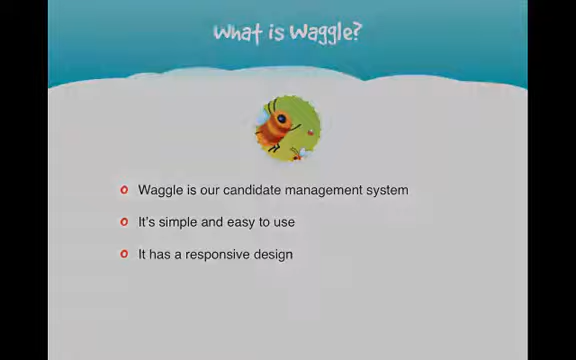 What is Waggle?
Waggle is our candidate management system
It's simple and easy to use
It has a responsive design